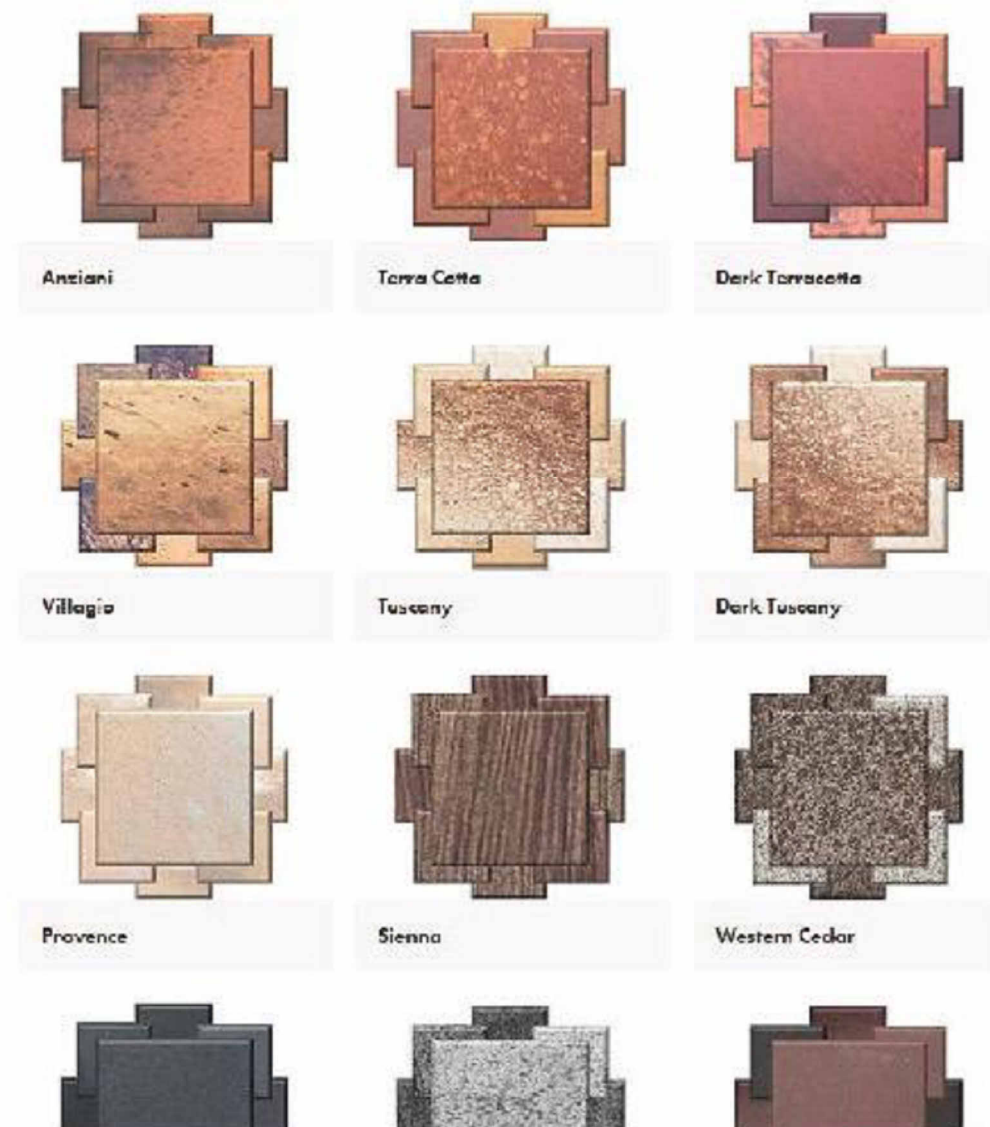 Anziani
Terra Cotta
Dark Terracotta
Villagio
Tuscany
Dark Tuscany
Provence
Sienna
Western Cedar